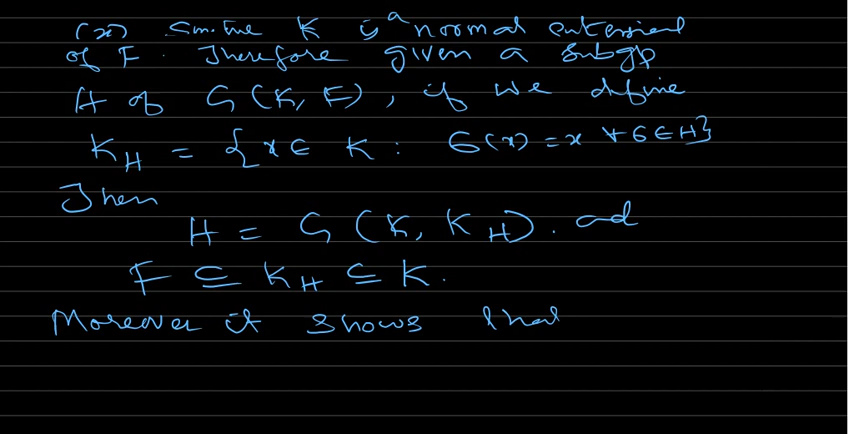 (x) Since K is a normal extension
of F. Therefore given a subgp
H of G(K, F), if we define
K_H = {x ∈ K : σ(x) = x ∀ σ ∈ H}
Then
H = G(K, K_H). and
F ⊆ K_H ⊆ K.
Moreover it shows that